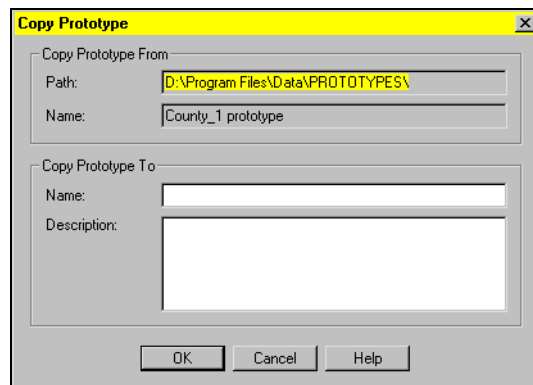 Copy Prototype
Copy Prototype From
Path: D:\Program Files\Data\PROTOTYPES\
Name: County_1 prototype
Copy Prototype To
Name:
Description:
OK Cancel Help